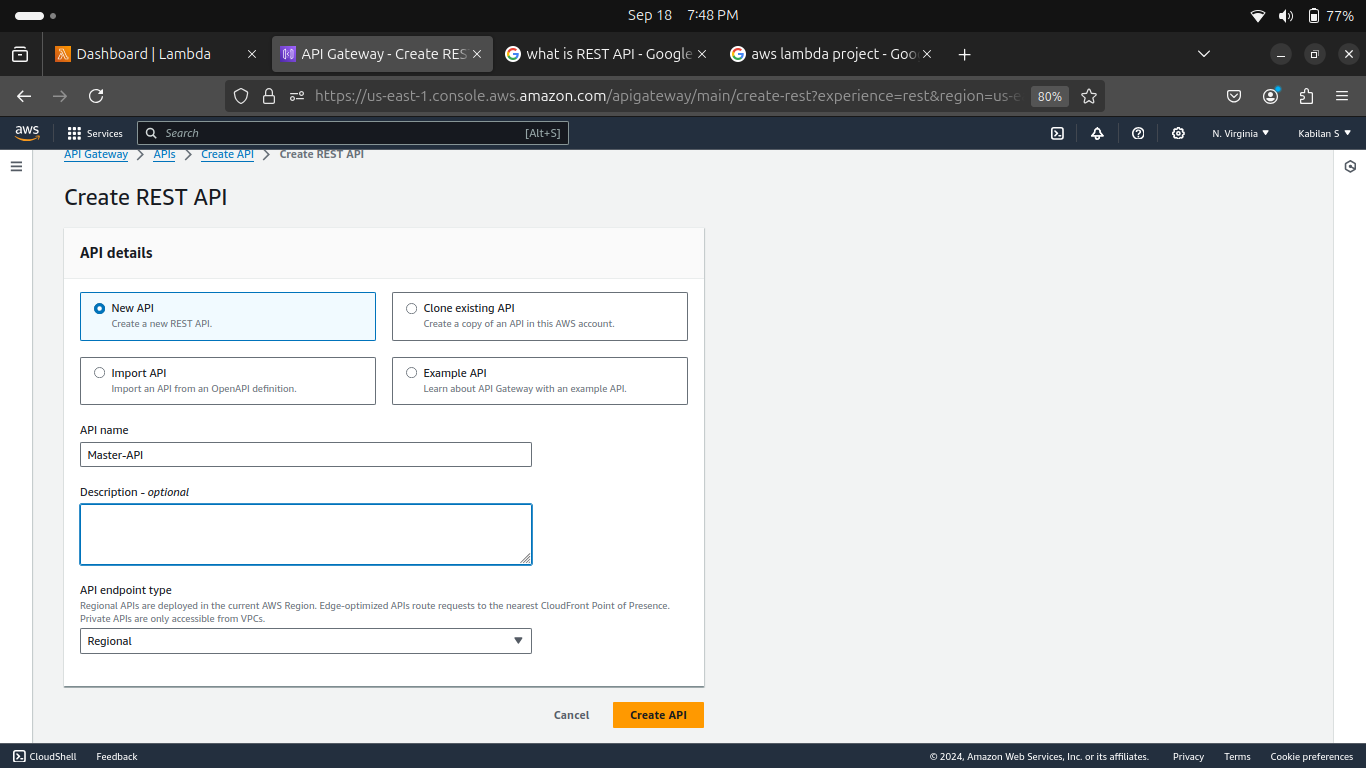 Sep 18 7:48 PM
77%
Dashboard | Lambda
API Gateway - Create RES
what is REST API - Google
aws lambda project - Goo
https://us-east-1.console.aws.amazon.com/apigateway/main/create-rest?experience=rest&region=us-e
80%
aws
Services
Search
[Alt+S]
N. Virginia
Kabilan S
API Gateway
APIs
Create API
Create REST API
Create REST API
API details
New API
Create a new REST API.
Clone existing API
Create a copy of an API in this AWS account.
Import API
Import an API from an OpenAPI definition.
Example API
Learn about API Gateway with an example API.
API name
Master-API
Description - optional
API endpoint type
Regional APIs are deployed in the current AWS Region. Edge-optimized APIs route requests to the nearest CloudFront Point of Presence.
Private APIs are only accessible from VPCs.
Regional
Cancel
Create API
CloudShell
Feedback
© 2024, Amazon Web Services, Inc. or its affiliates.
Privacy
Terms
Cookie preferences